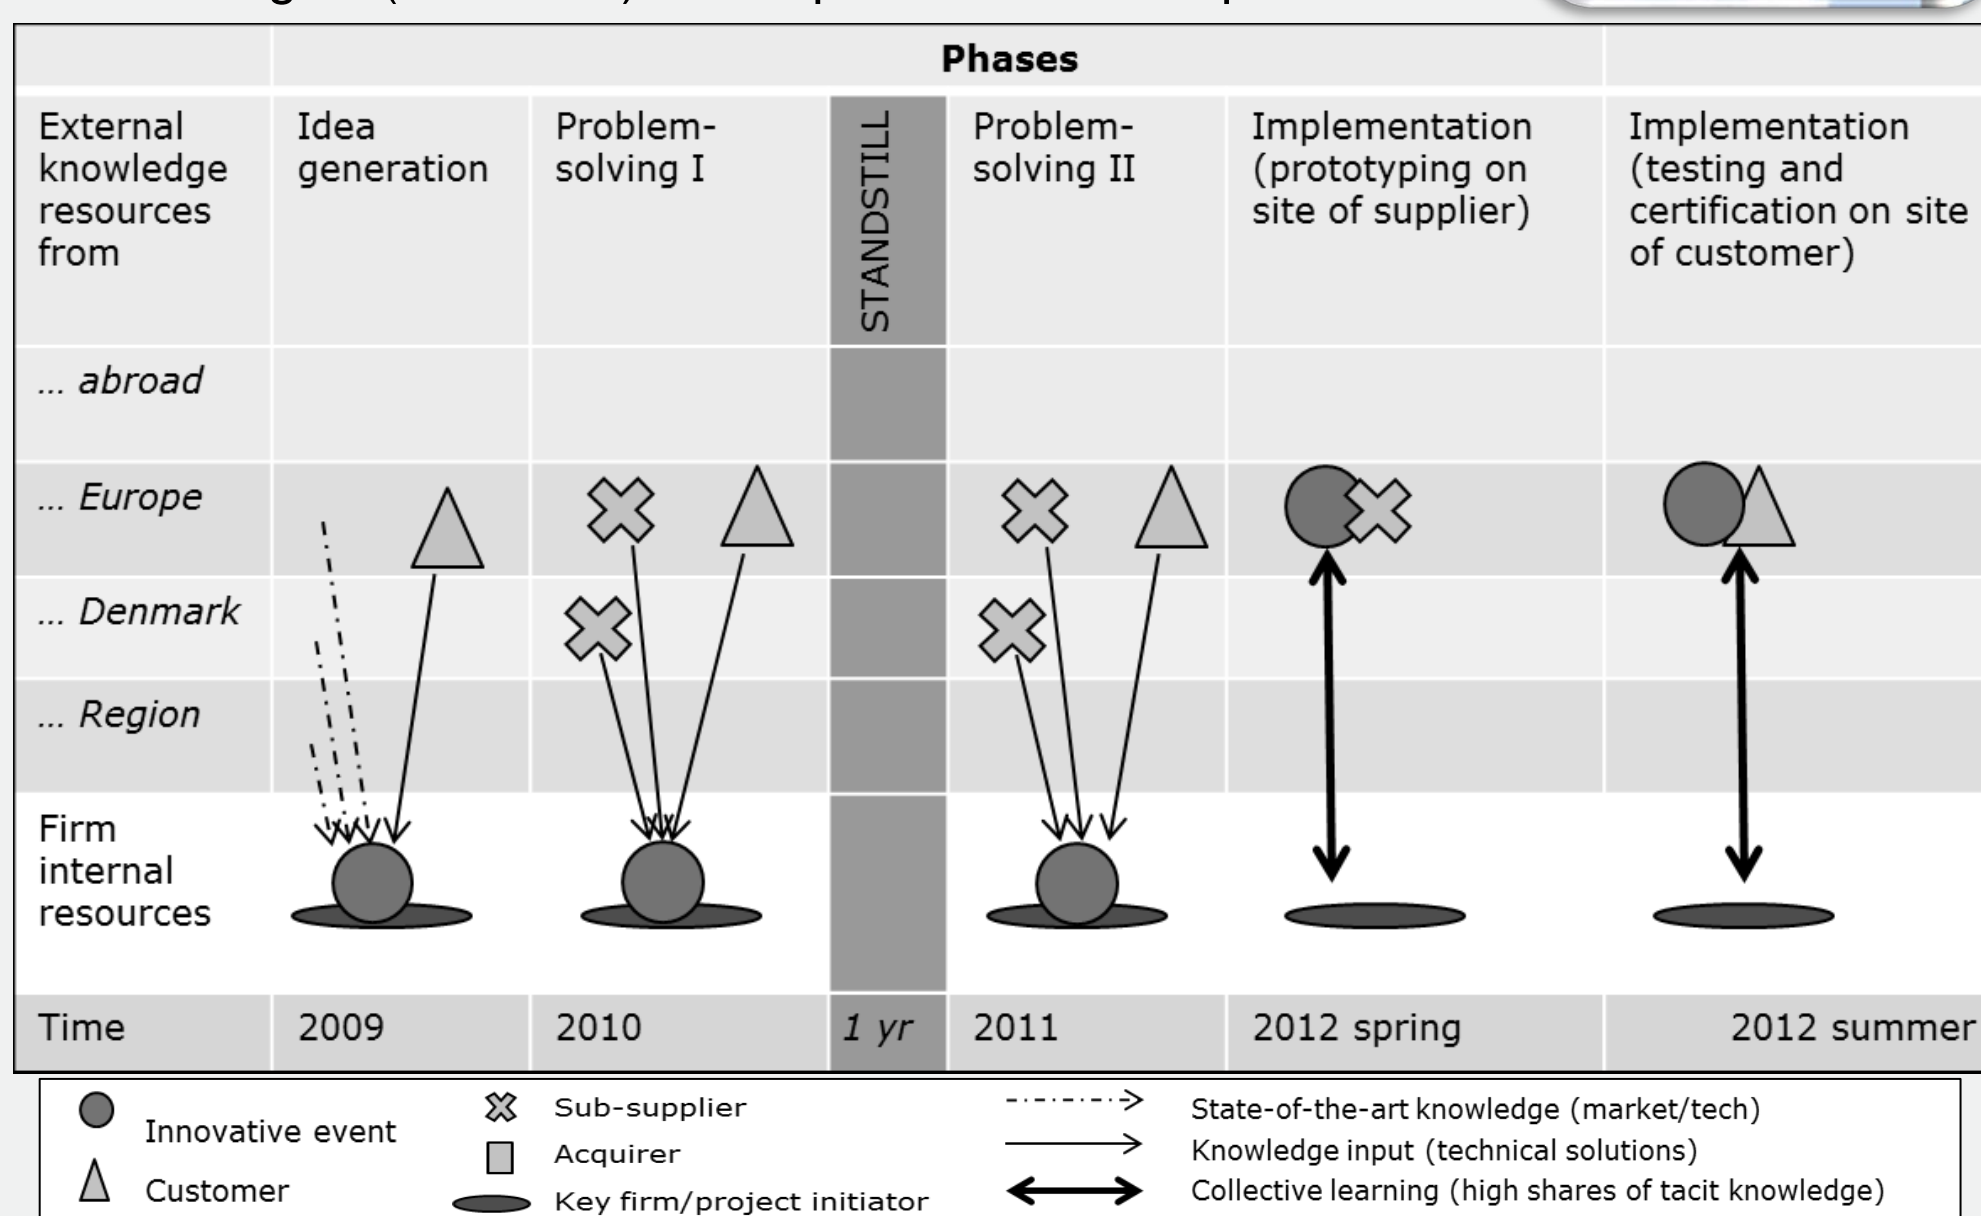 Phases
External
knowledge
resources
from
Idea
generation
Problem-
solving I
STANDSTILL
Problem-
solving II
Implementation
(prototyping on
site of supplier)
Implementation
(testing and
certification on site
of customer)
... abroad
... Europe
... Denmark
... Region
Firm
internal
resources
Time
2009
2010
1 yr
2011
2012 spring
2012 summer
Innovative event
Customer
Sub-supplier
Acquirer
Key firm/project initiator
State-of-the-art knowledge (market/tech)
Knowledge input (technical solutions)
Collective learning (high shares of tacit knowledge)